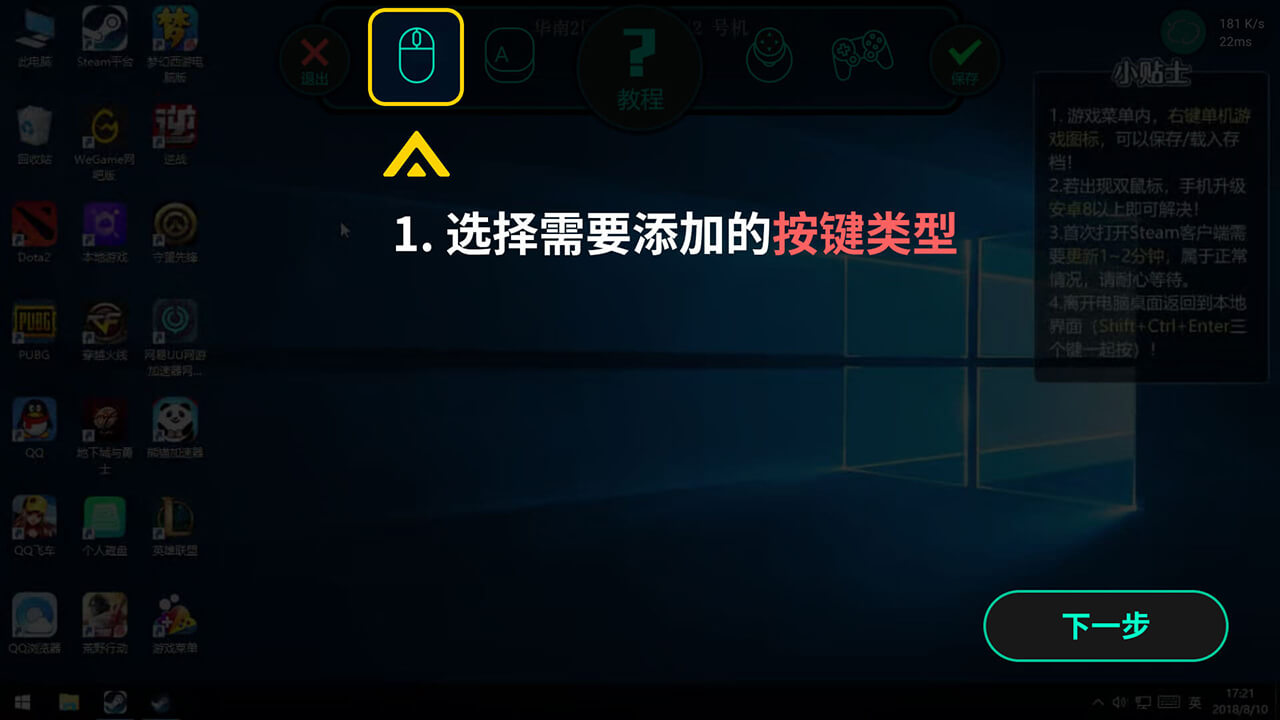 181 K/s
22ms
华南2
号机
退出
A
?
教程
保存
此电脑
Steam平台
梦幻西游电
脑版
回收站
WeGame网
吧版
逆战
Dota2
本地游戏
守望先锋
PUBG
穿越火线
网易UU网游
加速器网...
QQ
地下城与勇
士
熊猫加速器
QQ飞车
个人磁盘
英雄联盟
QQ浏览器
荒野行动
游戏菜单
1. 选择需要添加的按键类型
小贴士
1. 游戏菜单内，右键单机游
戏图标，可以保存/载入存
档！
2.若出现双鼠标，手机升级
安卓8以上即可解决！
3.首次打开Steam客户端需
要更新1~2分钟，属于正常
情况，请耐心等待。
4.离开电脑桌面返回到本地
界面（Shift+Ctrl+Enter三
个键一起按）！
下一步
英
17:21
2018/8/10